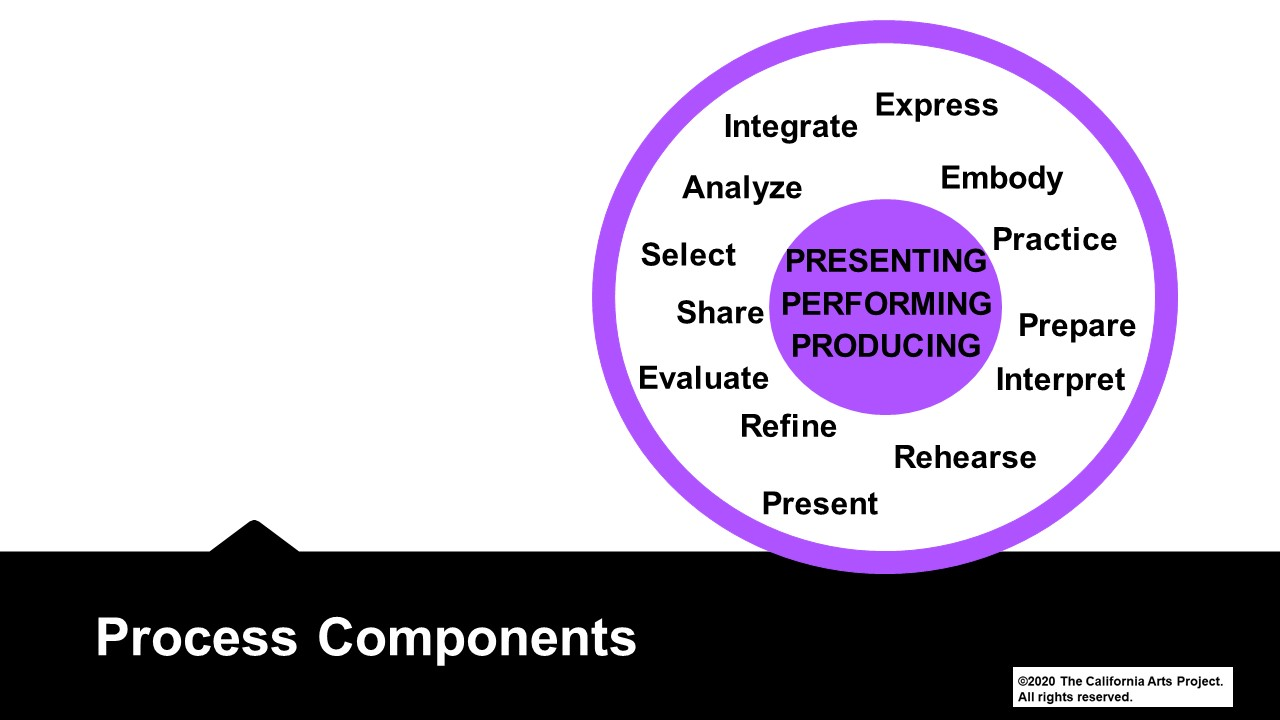 Express
Integrate
Embody
Analyze
Practice
Select
PRESENTING
PERFORMING
PRODUCING
Share
Prepare
Evaluate
Interpret
Refine
Rehearse
Present
Process Components
©2020 The California Arts Project.
All rights reserved.